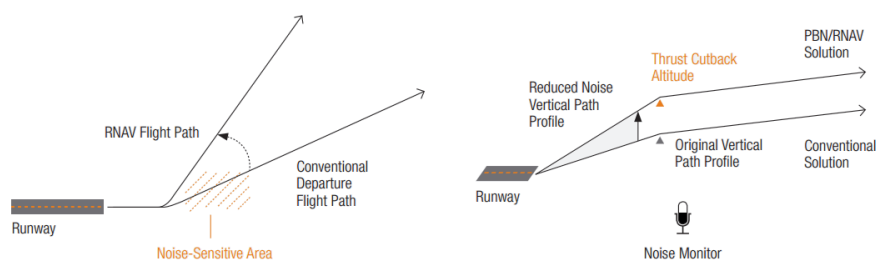 RNAV Flight Path
Conventional
Departure
Flight Path
Runway
Noise-Sensitive Area
PBN/RNAV
Solution
Thrust Cutback
Altitude
Reduced Noise
Vertical Path
Profile
Original Vertical
Path Profile
Conventional
Solution
Runway
Noise Monitor